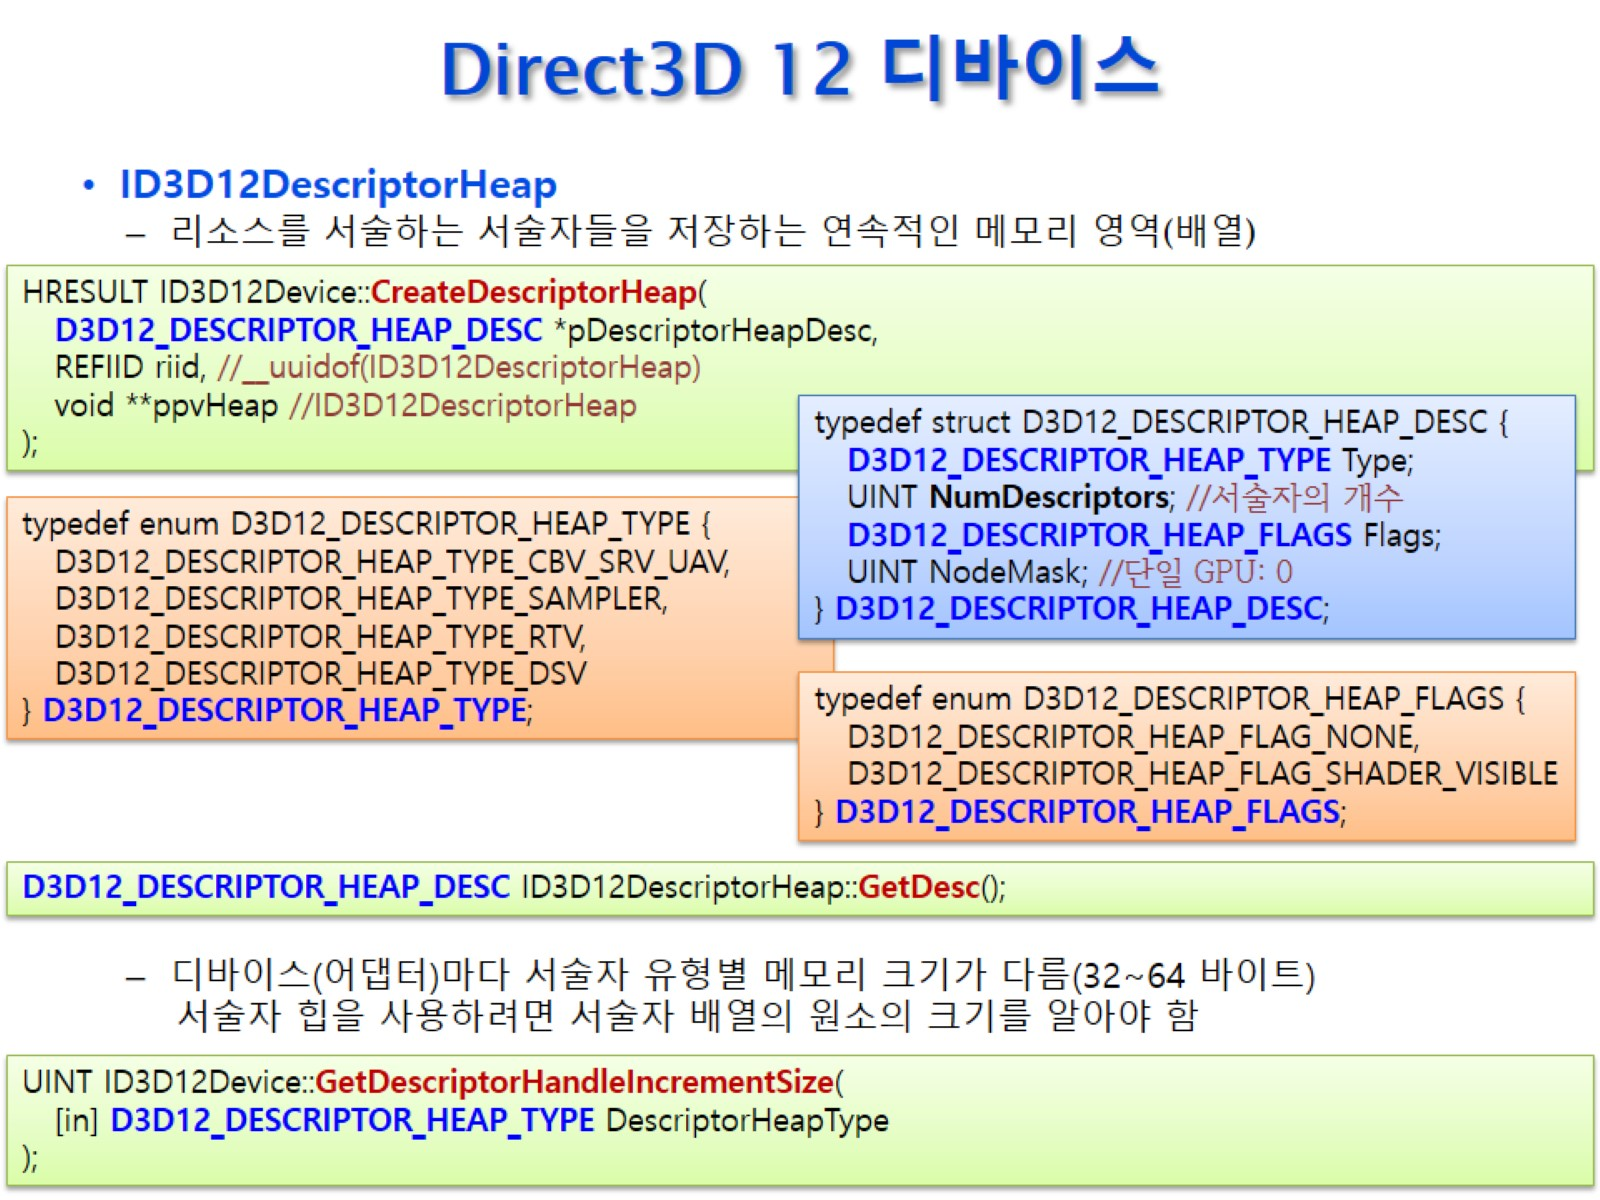 Direct3D 12 디바이스
• ID3D12DescriptorHeap
– 리소스를 서술하는 서술자들을 저장하는 연속적인 메모리 영역(배열)
HRESULT ID3D12Device::CreateDescriptorHeap(
D3D12_DESCRIPTOR_HEAP_DESC *pDescriptorHeapDesc,
REFIID riid, //__uuidof(ID3D12DescriptorHeap)
void **ppvHeap //ID3D12DescriptorHeap
);
typedef struct D3D12_DESCRIPTOR_HEAP_DESC {
D3D12_DESCRIPTOR_HEAP_TYPE Type;
UINT NumDescriptors; //서술자의 개수
D3D12_DESCRIPTOR_HEAP_FLAGS Flags;
UINT NodeMask; //단일 GPU: 0
} D3D12_DESCRIPTOR_HEAP_DESC;
typedef enum D3D12_DESCRIPTOR_HEAP_TYPE {
D3D12_DESCRIPTOR_HEAP_TYPE_CBV_SRV_UAV,
D3D12_DESCRIPTOR_HEAP_TYPE_SAMPLER,
D3D12_DESCRIPTOR_HEAP_TYPE_RTV,
D3D12_DESCRIPTOR_HEAP_TYPE_DSV
} D3D12_DESCRIPTOR_HEAP_TYPE;
typedef enum D3D12_DESCRIPTOR_HEAP_FLAGS {
D3D12_DESCRIPTOR_HEAP_FLAG_NONE,
D3D12_DESCRIPTOR_HEAP_FLAG_SHADER_VISIBLE
} D3D12_DESCRIPTOR_HEAP_FLAGS;
D3D12_DESCRIPTOR_HEAP_DESC ID3D12DescriptorHeap::GetDesc();
– 디바이스(어댑터)마다 서술자 유형별 메모리 크기가 다름(32~64 바이트)
서술자 힙을 사용하려면 서술자 배열의 원소의 크기를 알아야 함
UINT ID3D12Device::GetDescriptorHandleIncrementSize(
[in] D3D12_DESCRIPTOR_HEAP_TYPE DescriptorHeapType
);